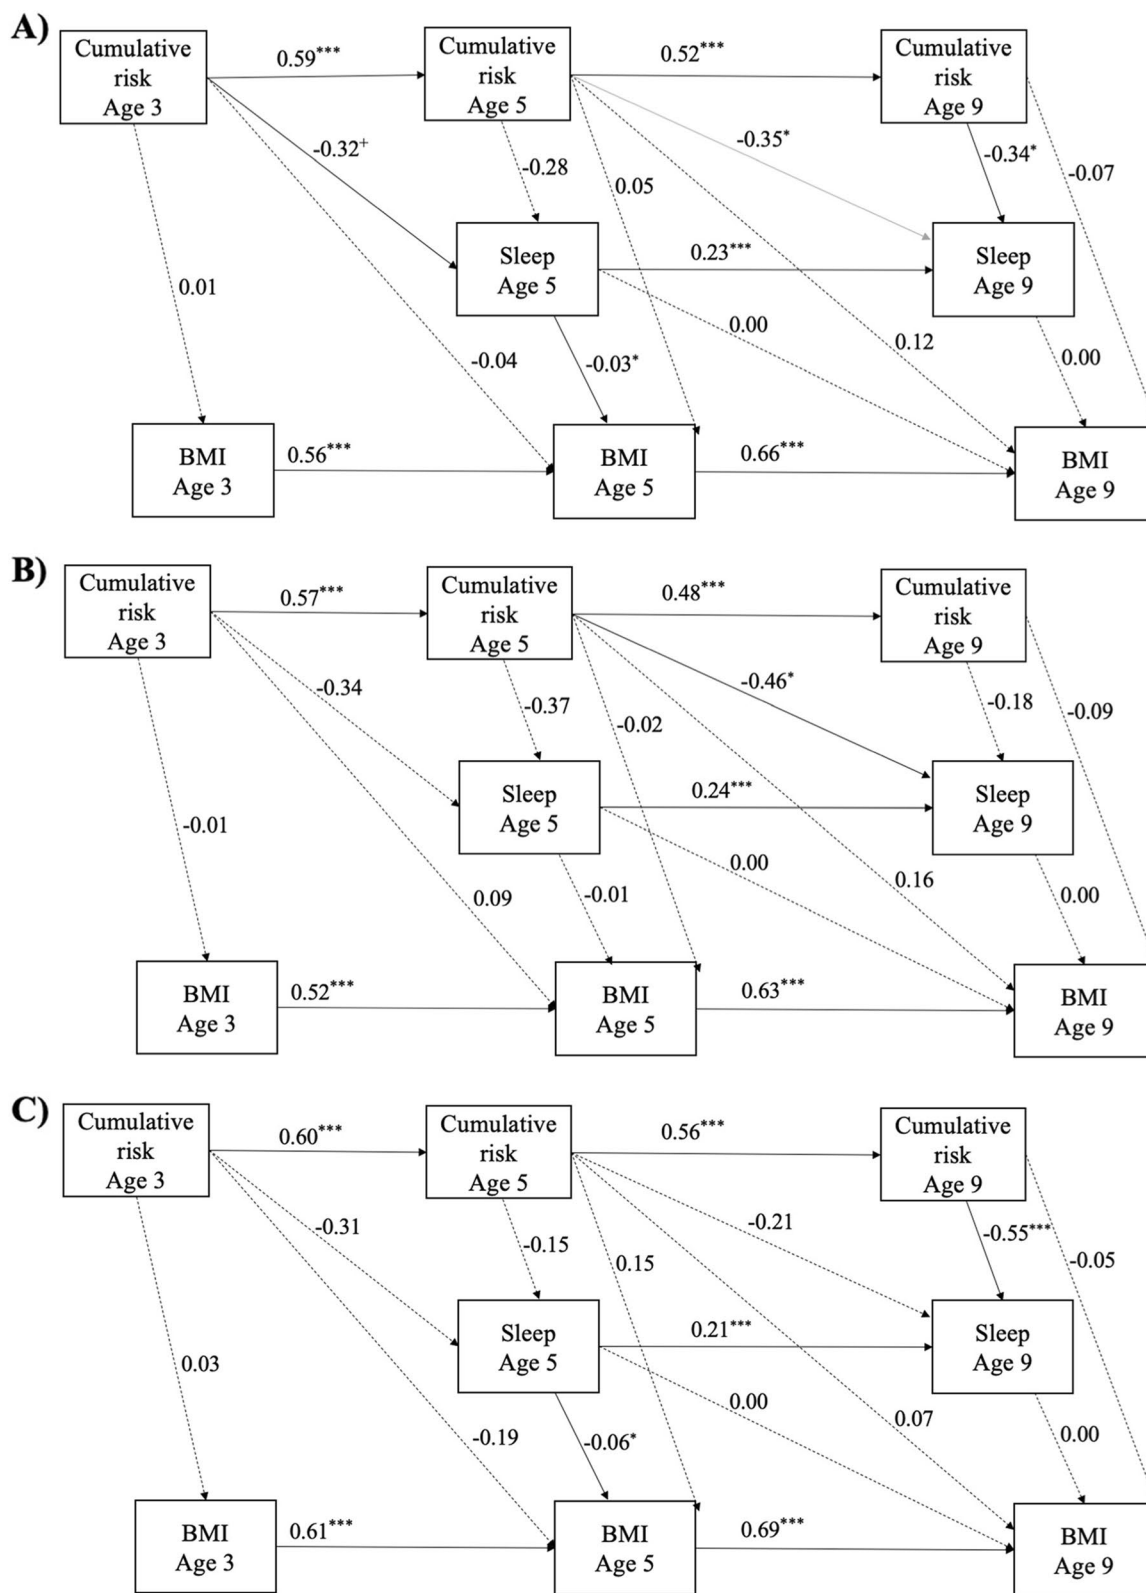 A)
Cumulative
risk
Age 3
0.59***
Cumulative
risk
Age 5
0.52***
Cumulative
risk
Age 9
-0.32+
-0.28
0.05
-0.35*
-0.34*
-0.07
Sleep
Age 5
0.23***
Sleep
Age 9
0.01
-0.04
-0.03*
0.00
0.12
0.00
BMI
Age 3
0.56***
BMI
Age 5
0.66***
BMI
Age 9
B)
Cumulative
risk
Age 3
0.57***
Cumulative
risk
Age 5
0.48***
Cumulative
risk
Age 9
-0.34
-0.37
-0.02
-0.46*
-0.18
-0.09
Sleep
Age 5
0.24***
Sleep
Age 9
-0.01
0.09
-0.01
0.00
0.16
0.00
BMI
Age 3
0.52***
BMI
Age 5
0.63***
BMI
Age 9
C)
Cumulative
risk
Age 3
0.60***
Cumulative
risk
Age 5
0.56***
Cumulative
risk
Age 9
-0.31
-0.15
0.15
-0.21
-0.55***
-0.05
Sleep
Age 5
0.21***
Sleep
Age 9
0.03
-0.19
-0.06*
0.00
0.07
0.00
BMI
Age 3
0.61***
BMI
Age 5
0.69***
BMI
Age 9